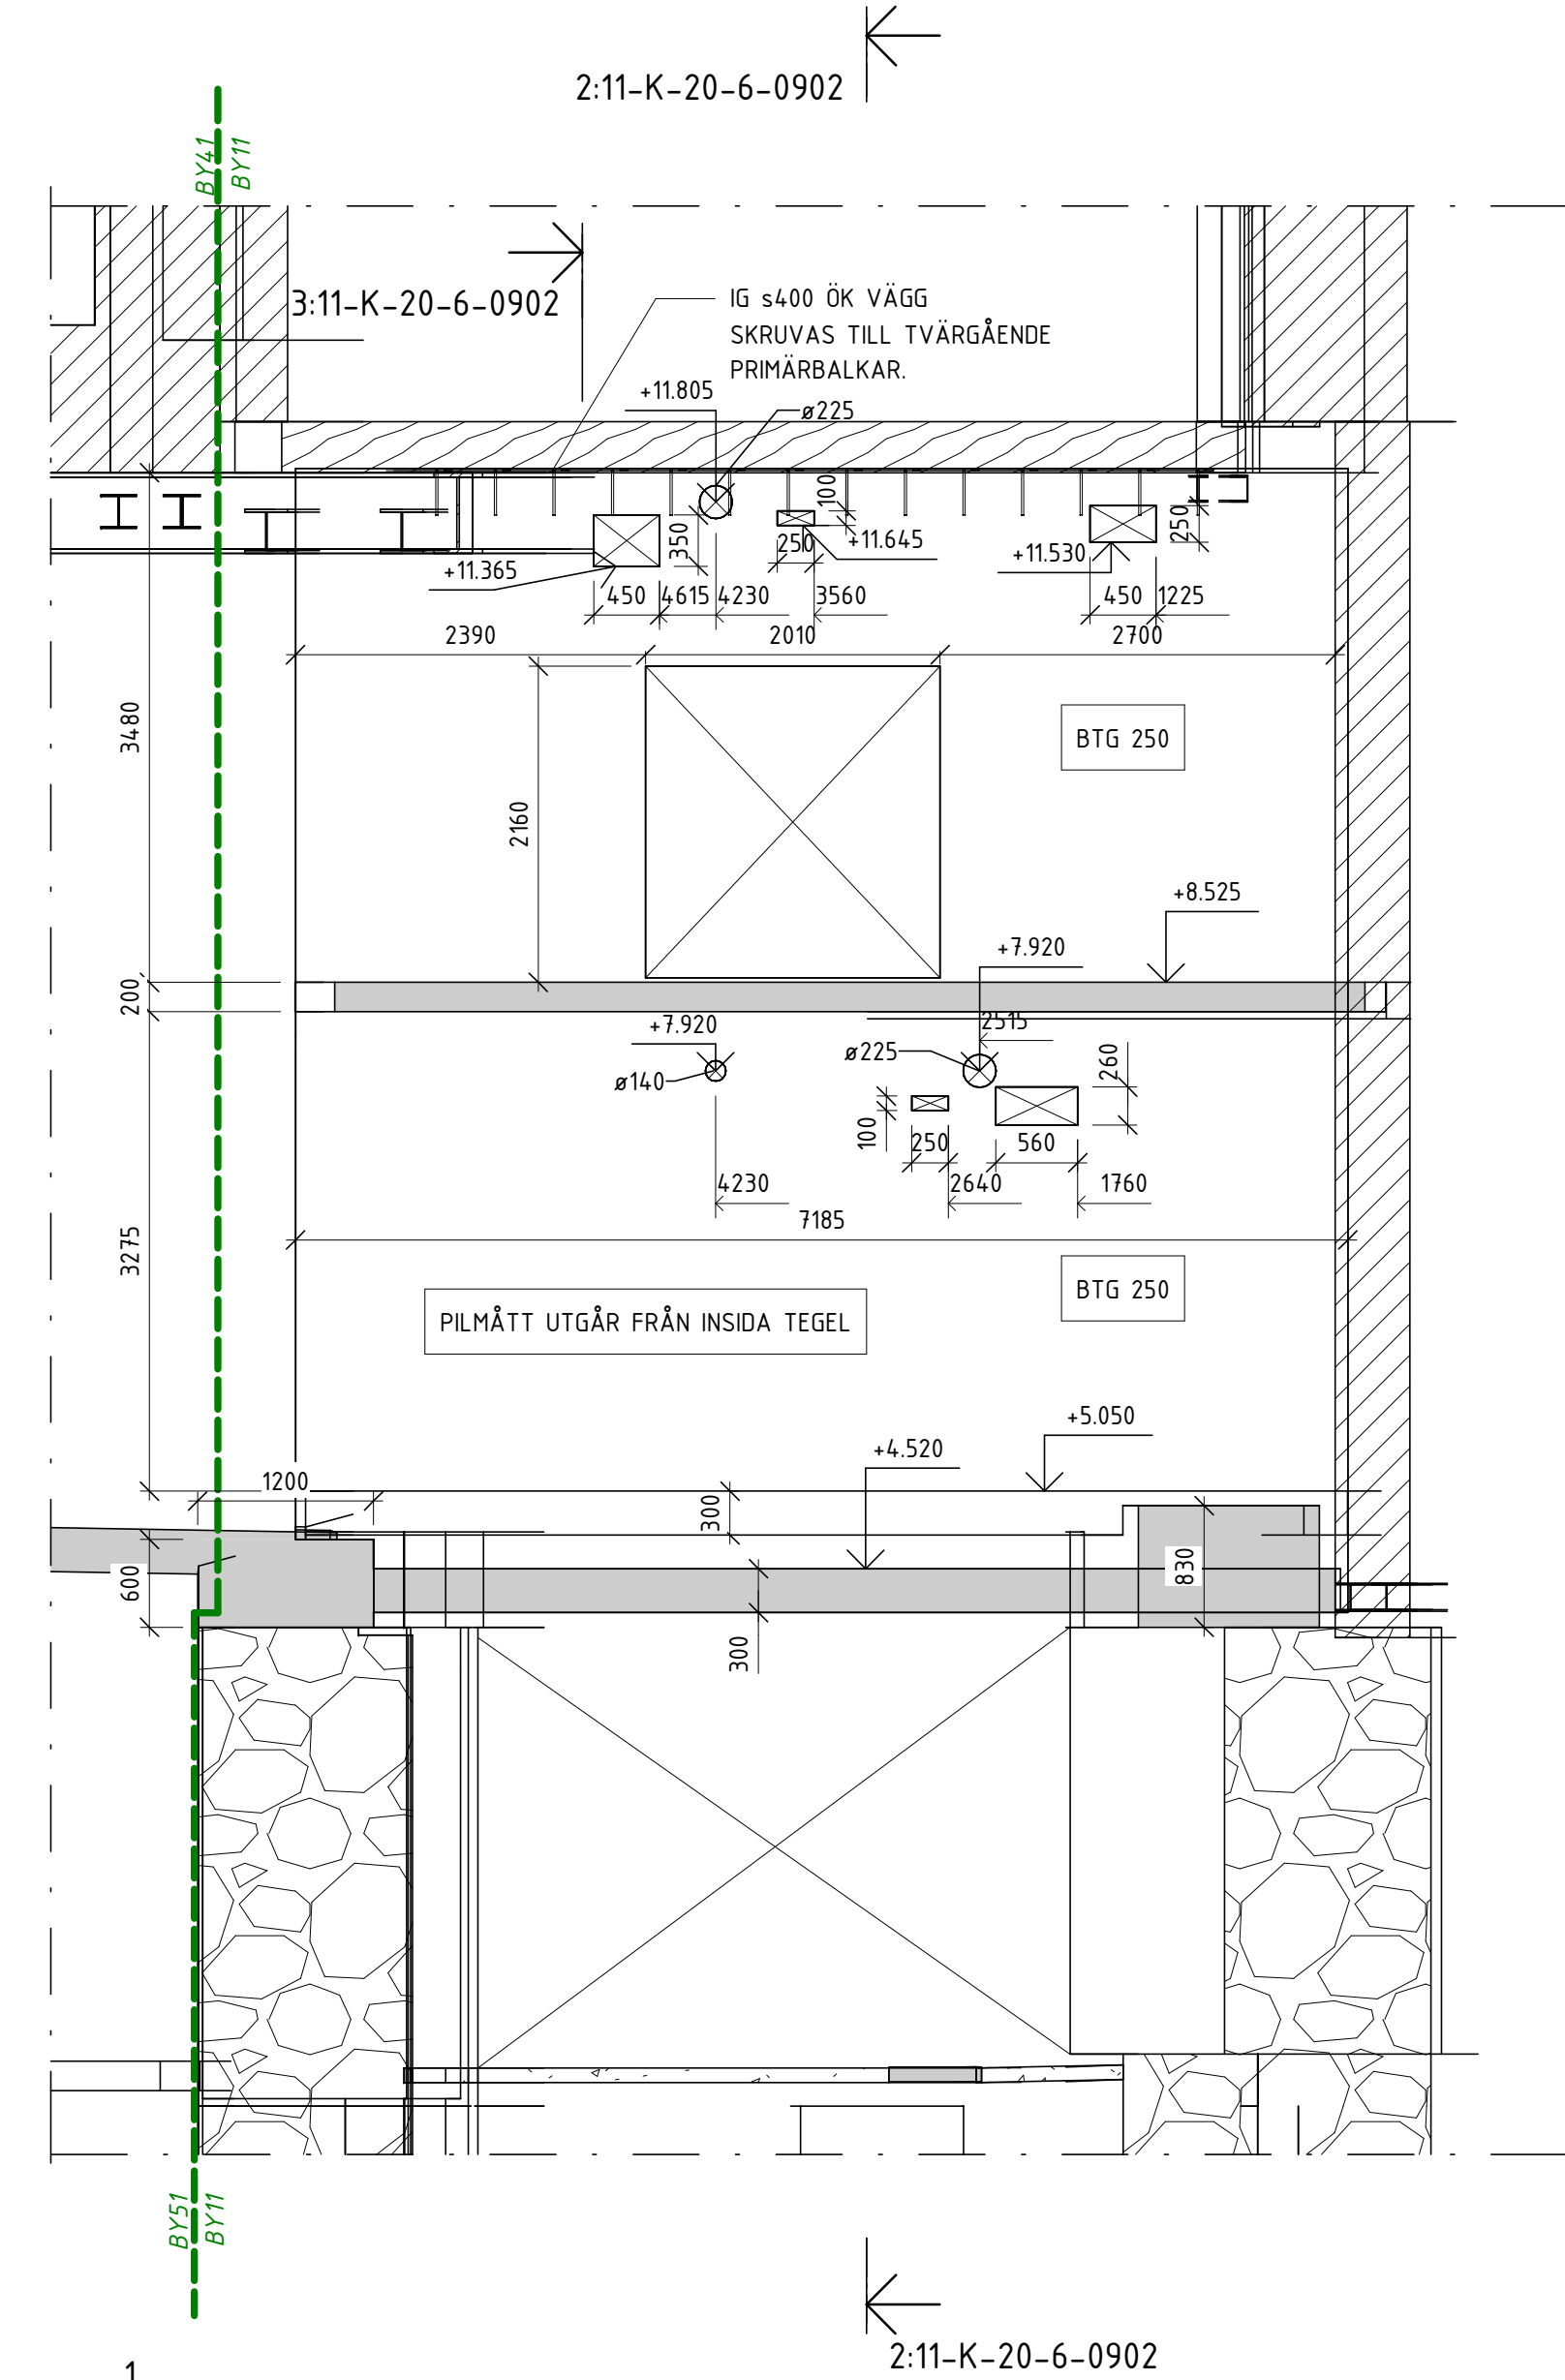 2:11-K-20-6-0902
BY41
BY11
3:11-K-20-6-0902
IG s400 ÖK VÄGG
SKRUVAS TILL TVÄRGÅENDE
PRIMÄRBALKAR.
+11.805
ø225
100
350
250
250
+11.645
+11.530
+11.365
450
4615
4230
3560
450
1225
2390
2010
2700
3480
BTG 250
2160
+8.525
+7.920
200
+7.920
2515
ø225
ø140
260
100
250
560
4230
2640
1760
7185
3275
BTG 250
PILMÅTT UTGÅR FRÅN INSIDA TEGEL
+5.050
+4.520
1200
300
600
830
300
BY51
BY11
2:11-K-20-6-0902
1